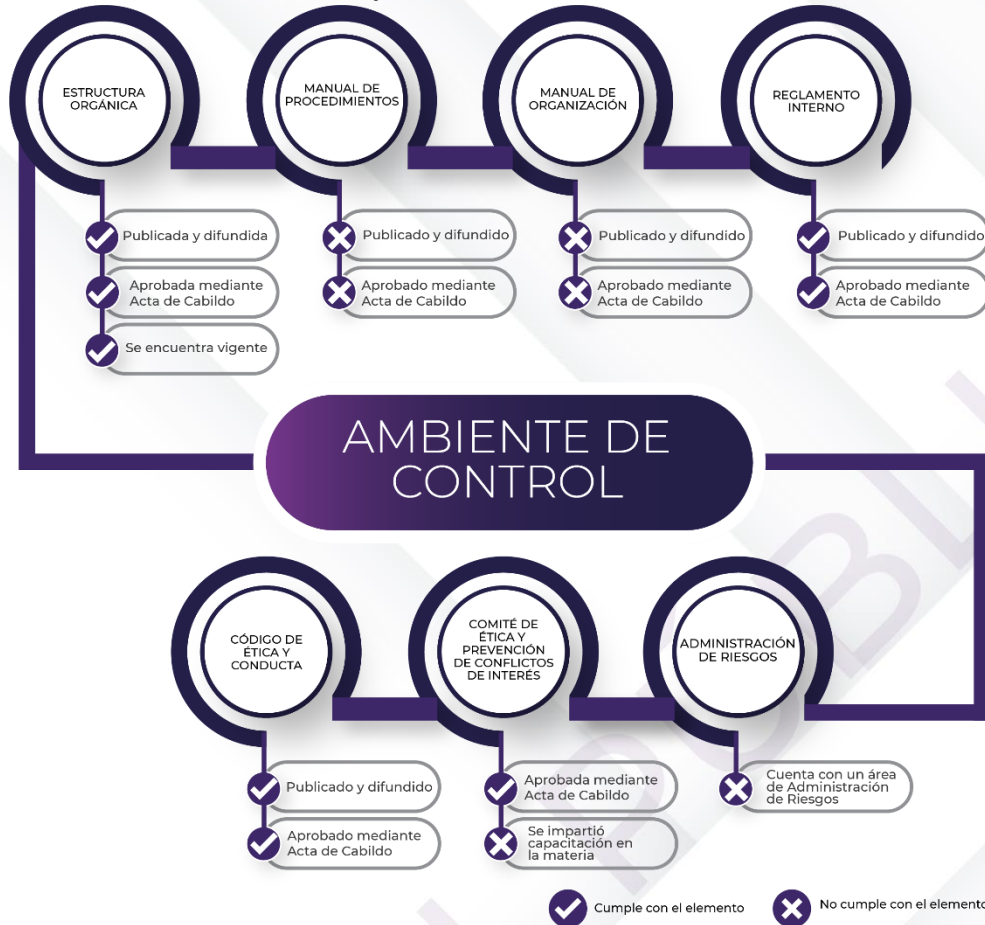 ESTRUCTURA
ORGÁNICA
MANUAL DE
PROCEDIMIENTOS
MANUAL DE
ORGANIZACIÓN
REGLAMENTO
INTERNO
Publicada y difundida
Aprobada mediante
Acta de Cabildo
Se encuentra vigente
Publicado y difundido
Aprobado mediante
Acta de Cabildo
Publicado y difundido
Aprobado mediante
Acta de Cabildo
Publicado y difundido
Aprobado mediante
Acta de Cabildo
AMBIENTE DE
CONTROL
CÓDIGO DE
ÉTICA Y
CONDUCTA
COMITÉ DE
ÉTICA Y
PREVENCIÓN
DE CONFLICTOS
DE INTERÉS
ADMINISTRACIÓN
DE RIESGOS
Publicado y difundido
Aprobado mediante
Acta de Cabildo
Aprobada mediante
Acta de Cabildo
Se impartió
capacitación en
la materia
Cuenta con un área
de Administración
de Riesgos
Cumple con el elemento
No cumple con el elemento